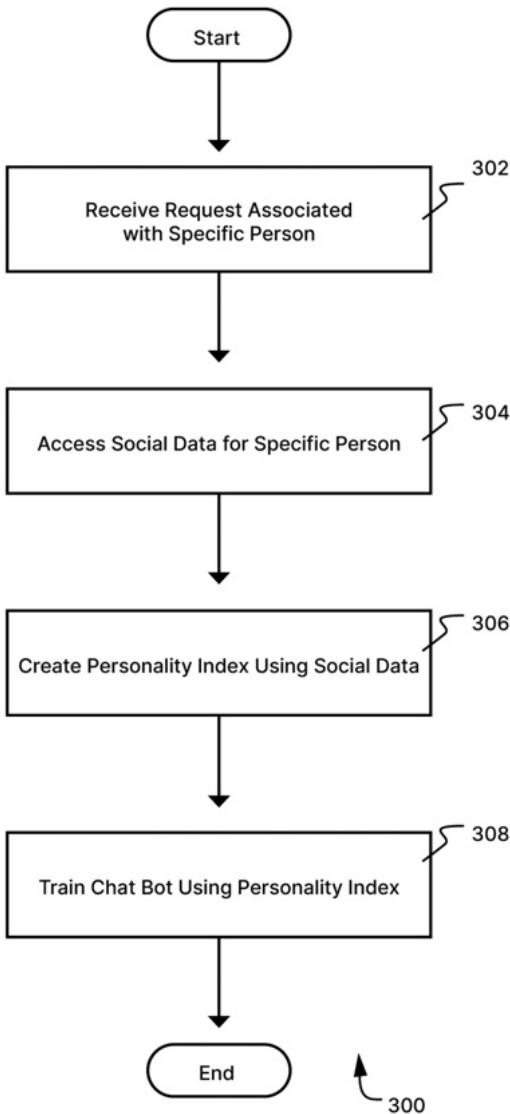 Start
302
Receive Request Associated
with Specific Person
304
Access Social Data for Specific Person
306
Create Personality Index Using Social Data
308
Train Chat Bot Using Personality Index
End
300